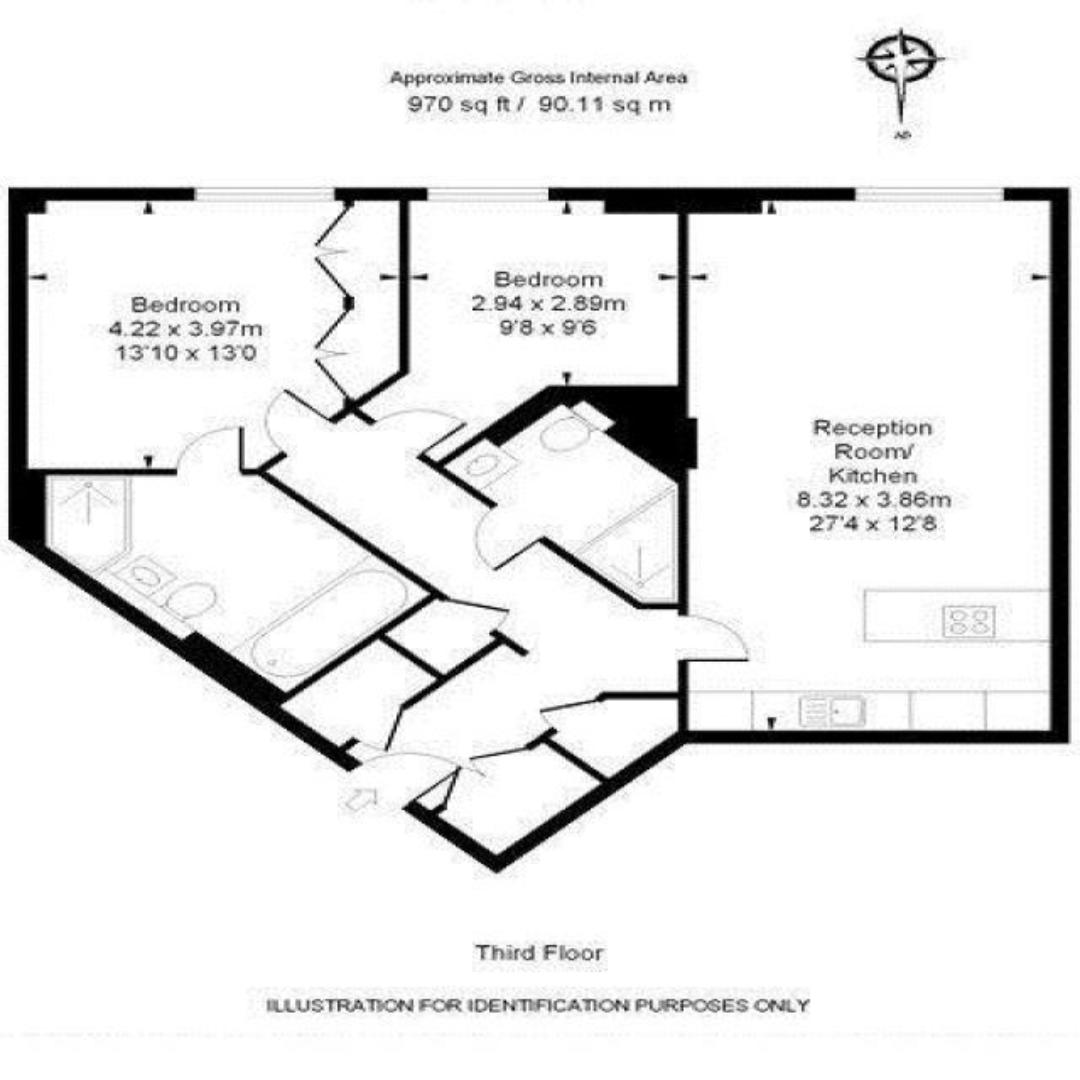 Approximate Gross Internal Area
970 sq ft / 90.11 sq m
Bedroom
4.22 x 3.97m
13'10 x 13'0
Bedroom
2.94 x 2.89m
9'8 x 9'6
Reception
Room/
Kitchen
8.32 x 3.86m
27'4 x 12'8
Third Floor
ILLUSTRATION FOR IDENTIFICATION PURPOSES ONLY